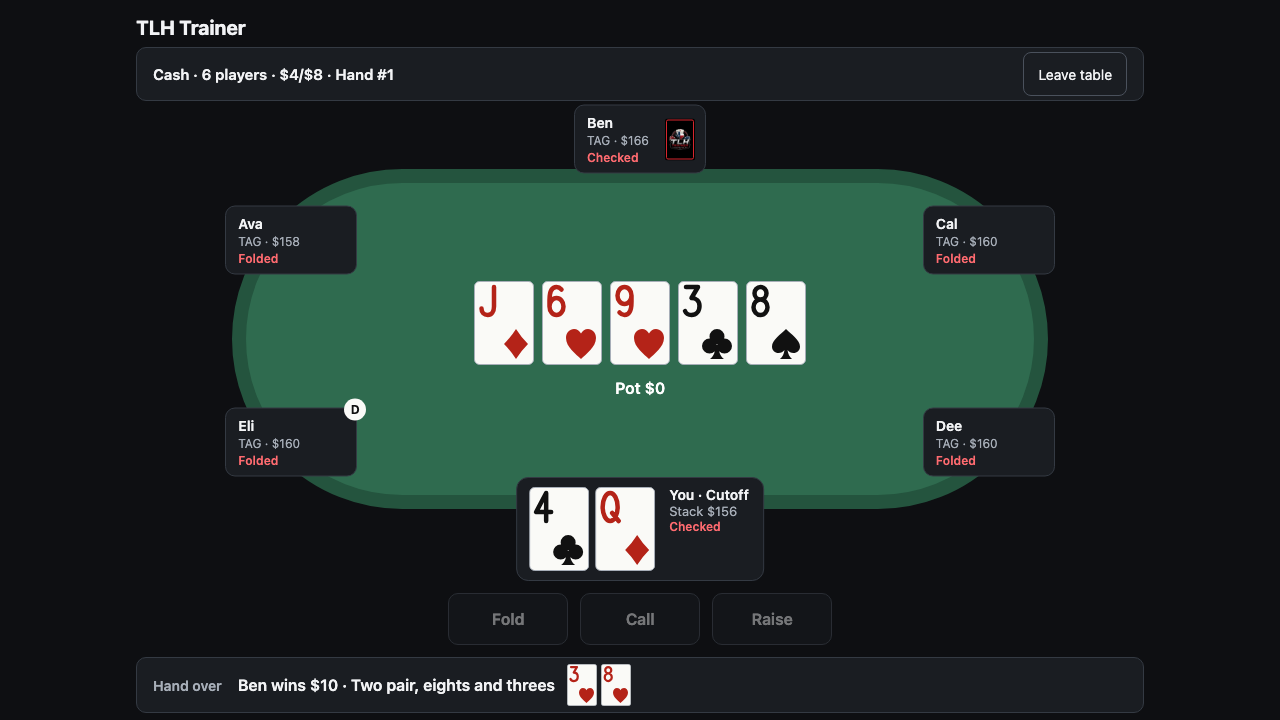 TLH Trainer
Cash · 6 players · $4/$8 · Hand #1
Leave table
Ben
TAG · $166
Checked
TLH
Ava
TAG · $158
Folded
Cal
TAG · $160
Folded
J 6 9 3 8
Pot $0
Eli
TAG · $160
Folded
D
Dee
TAG · $160
Folded
4 Q
You · Cutoff
Stack $156
Checked
Fold
Call
Raise
Hand over
Ben wins $10 · Two pair, eights and threes
3 8